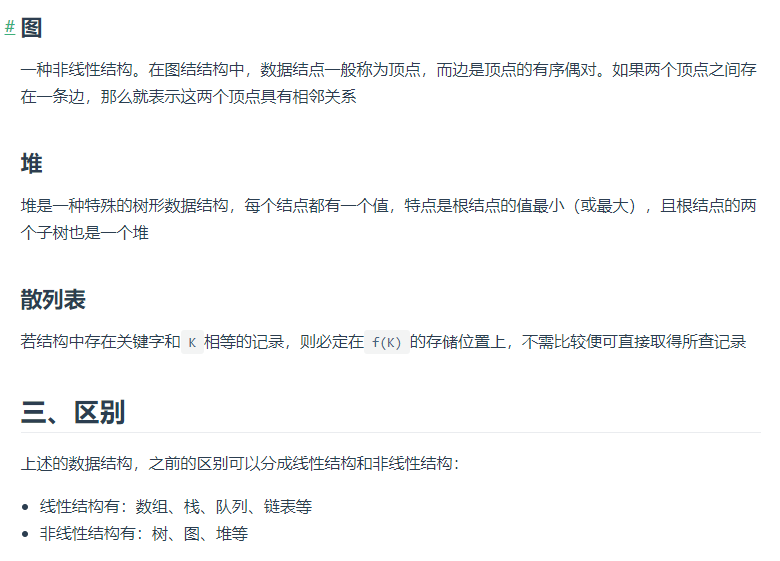 # 图
一种非线性结构。在图结结构中，数据结点一般称为顶点，而边是顶点的有序偶对。如果两个顶点之间存
在一条边，那么就表示这两个顶点具有相邻关系
堆
堆是一种特殊的树形数据结构，每个结点都有一个值，特点是根结点的值最小（或最大），且根结点的两
个子树也是一个堆
散列表
若结构中存在关键字和 K 相等的记录，则必定在 f(K) 的存储位置上，不需比较便可直接取得所查记录
三、区别
上述的数据结构，之前的区别可以分成线性结构和非线性结构：
• 线性结构有：数组、栈、队列、链表等
• 非线性结构有：树、图、堆等